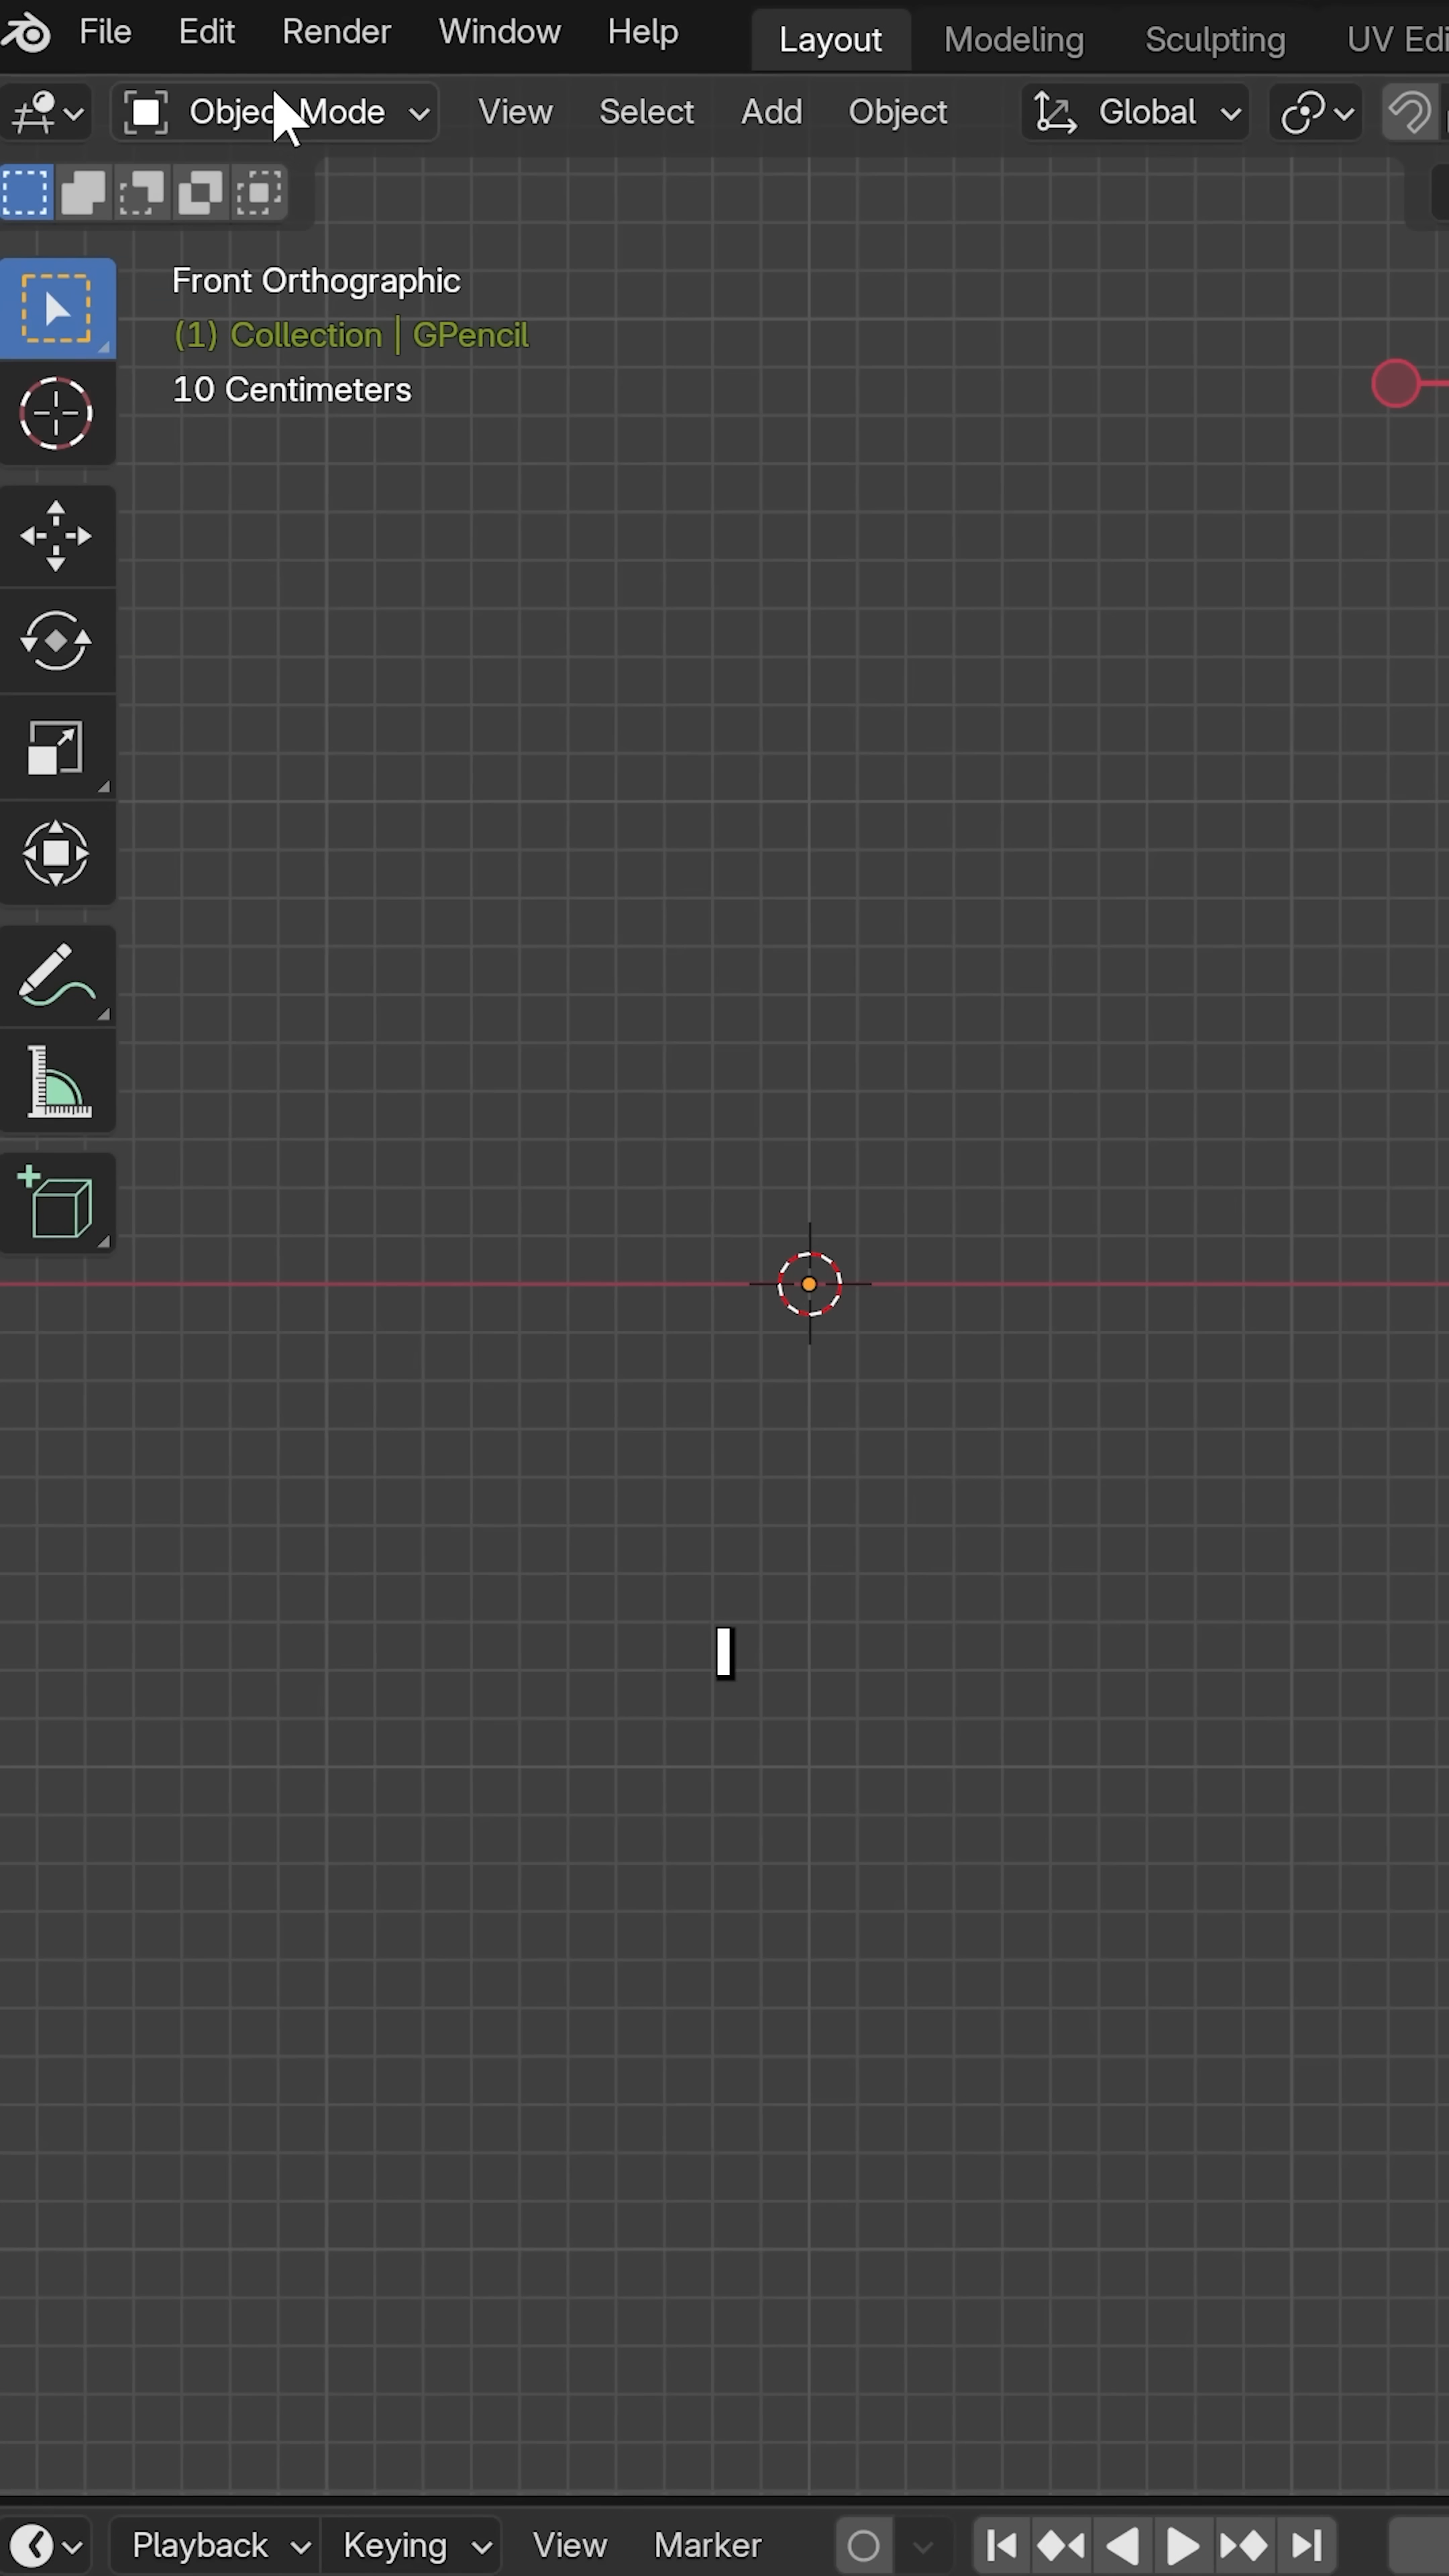 File Edit Render Window Help Layout Modeling Sculpting UV Edi
Object Mode View Select Add Object Global
Front Orthographic
(1) Collection | GPencil
10 Centimeters
I
Playback Keying View Marker